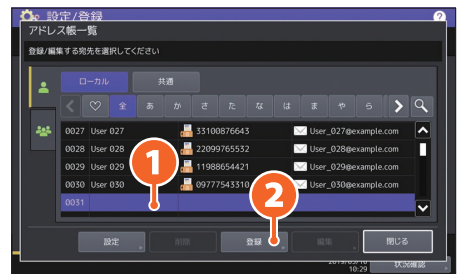 設定/登録
?
アドレス帳一覧
登録/編集する宛先を選択してください
ローカル 共通
全 あ か さ た な は ま や ら
0027 User 027 33100876643 User_027@example.com
0028 User 028 22099765532 User_028@example.com
0029 User 029 11988654421 User_029@example.com
0030 User 030 09777543310 User_030@example.com
0031
1
2
設定 削除 登録 編集 閉じる
10:29 状況確認